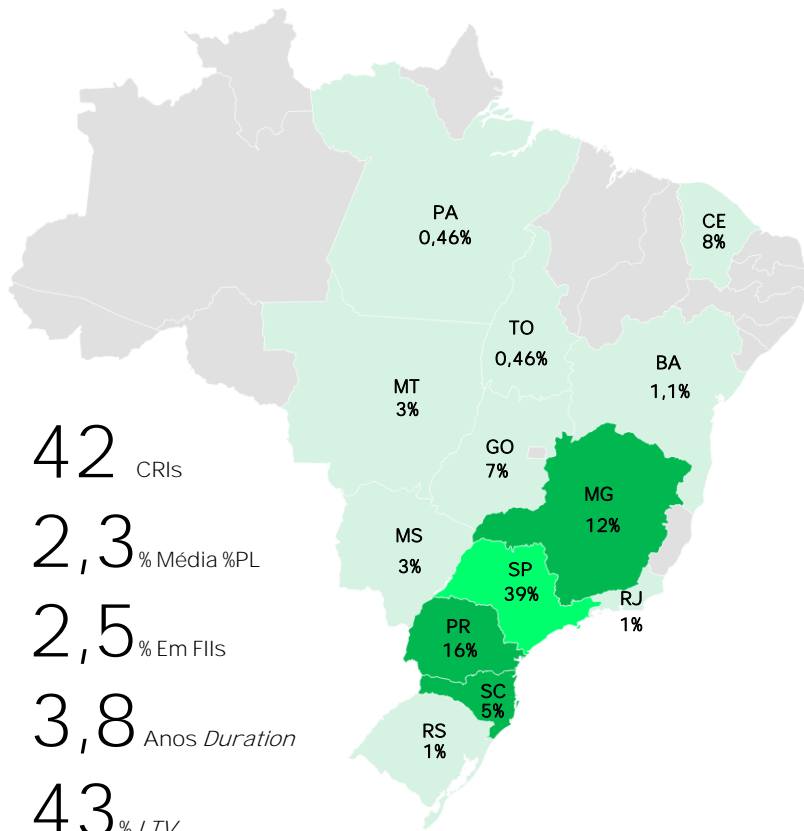 PA
0,46%
CE
8%
TO
0,46%
BA
1,1%
MT
3%
GO
7%
MG
12%
MS
3%
SP
39%
RJ
1%
PR
16%
SC
5%
RS
1%
42 CRIs
2,3 % Média %PL
2,5 % Em FIIs
3,8 Anos Duration
43 % LTV